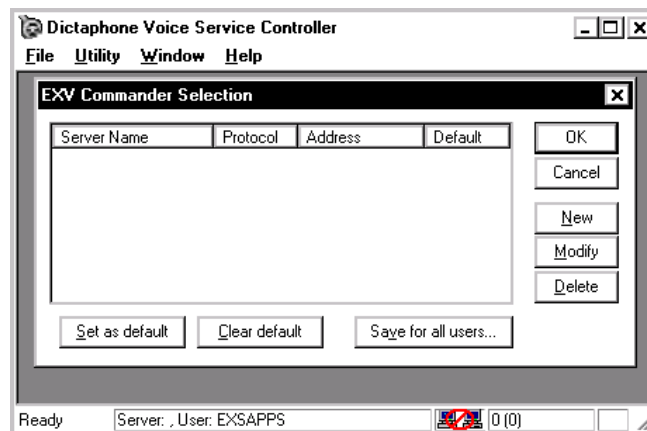 Dictaphone Voice Service Controller
File Utility Window Help
EXV Commander Selection
Server Name Protocol Address Default
OK
Cancel
New
Modify
Delete
Set as default Clear default Save for all users...
Ready Server: , User: EXSAPPS 0 (0)